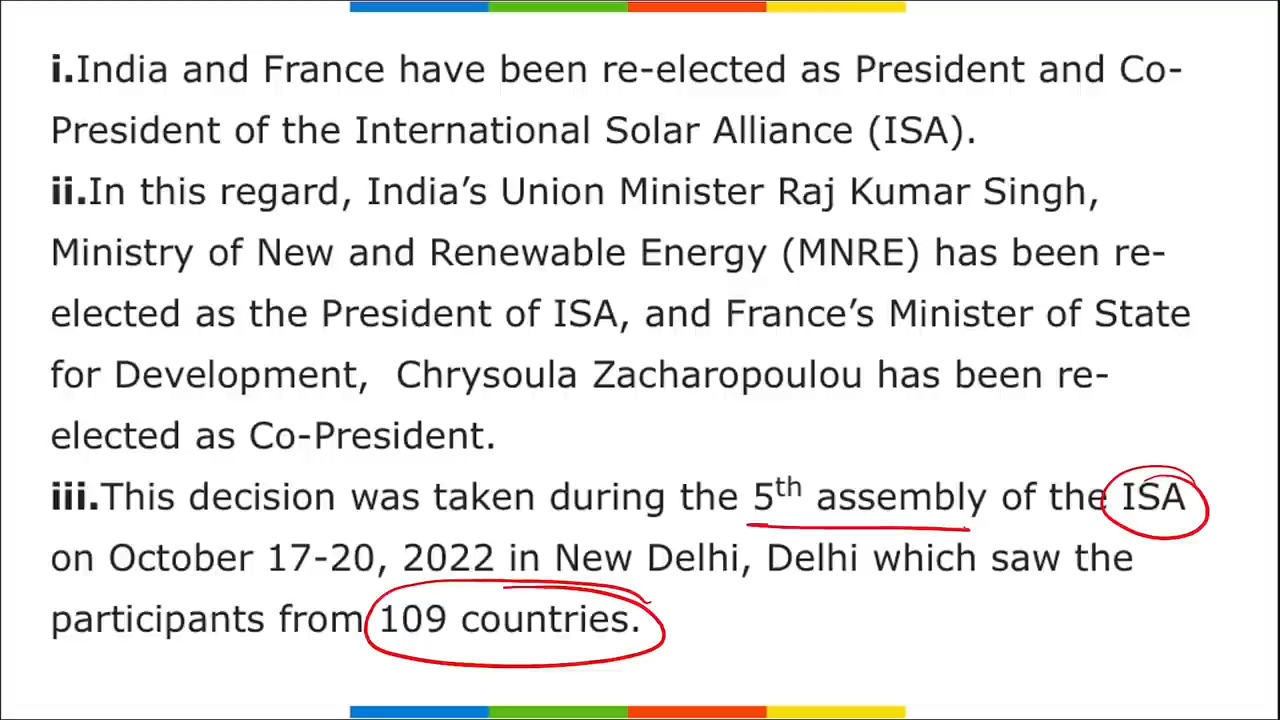 i.India and France have been re-elected as President and Co-
President of the International Solar Alliance (ISA).
ii.In this regard, India’s Union Minister Raj Kumar Singh,
Ministry of New and Renewable Energy (MNRE) has been re-
elected as the President of ISA, and France’s Minister of State
for Development,  Chrysoula Zacharopoulou has been re-
elected as Co-President.
iii.This decision was taken during the 5th assembly of the ISA
on October 17-20, 2022 in New Delhi, Delhi which saw the
participants from 109 countries.